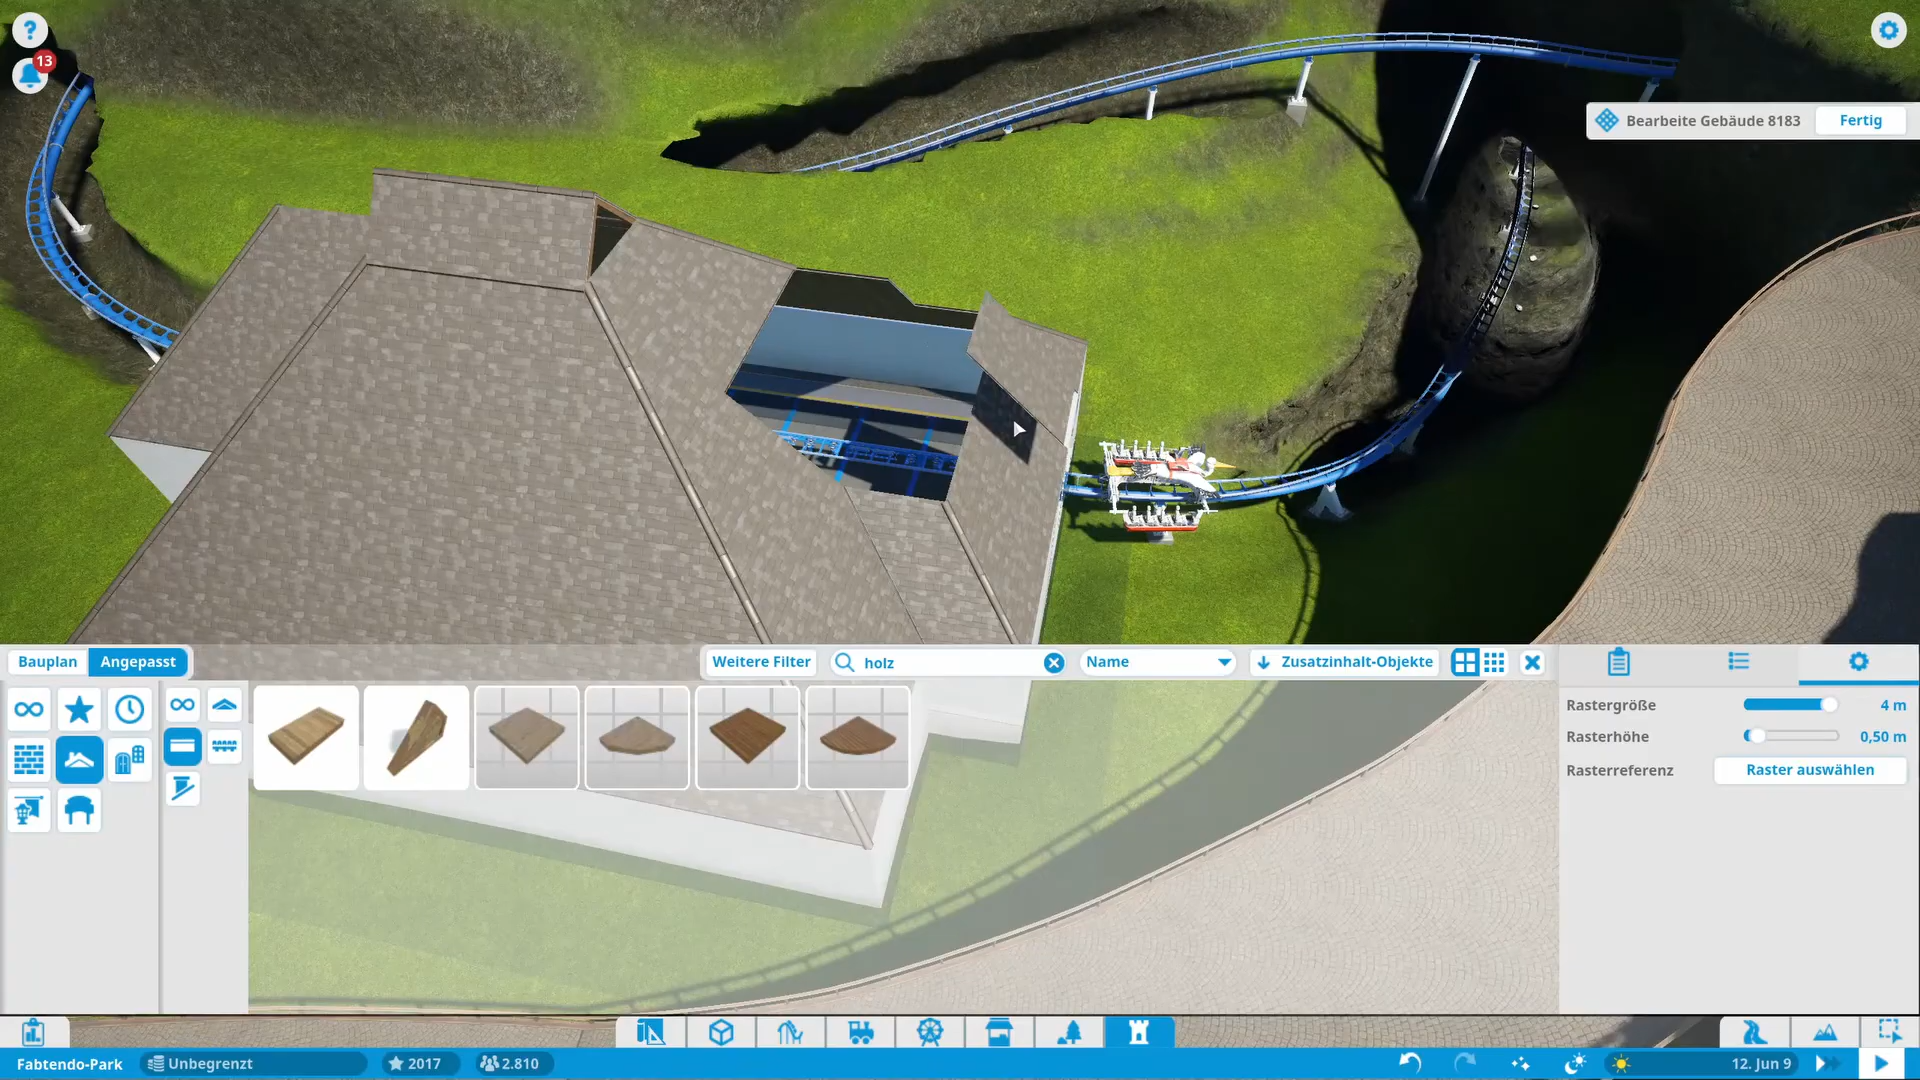 ?
13
Bearbeite Gebäude 8183
Fertig
Bauplan
Angepasst
Weitere Filter
holz
Name
Zusatzinhalt-Objekte
Rastergröße
4 m
Rasterhöhe
0,50 m
Rasterreferenz
Raster auswählen
Fabtendo-Park
Unbegrenzt
2017
2.810
12. Jun 9